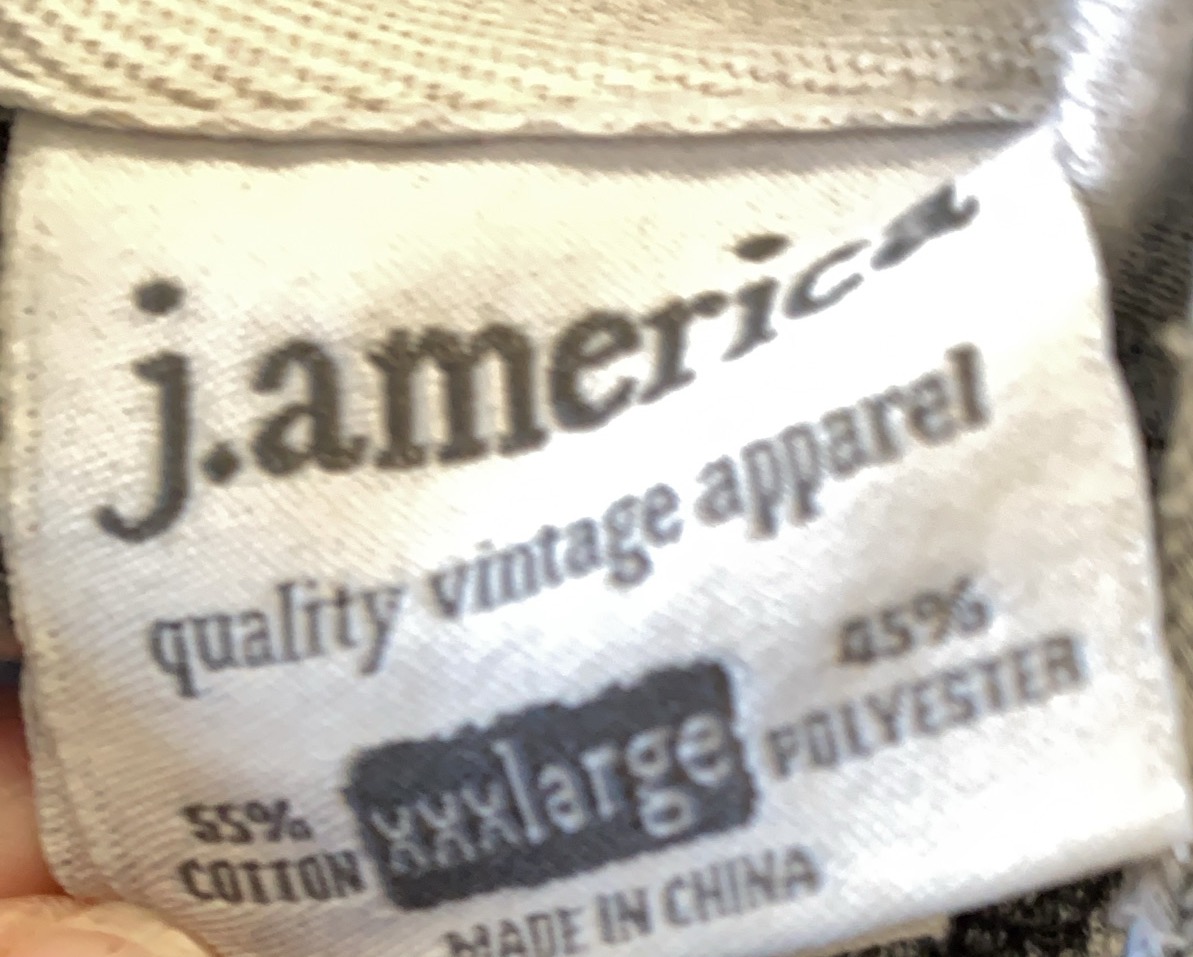 j.america
quality vintage apparel
55%
COTTON
xxxlarge
45%
POLYESTER
MADE IN CHINA